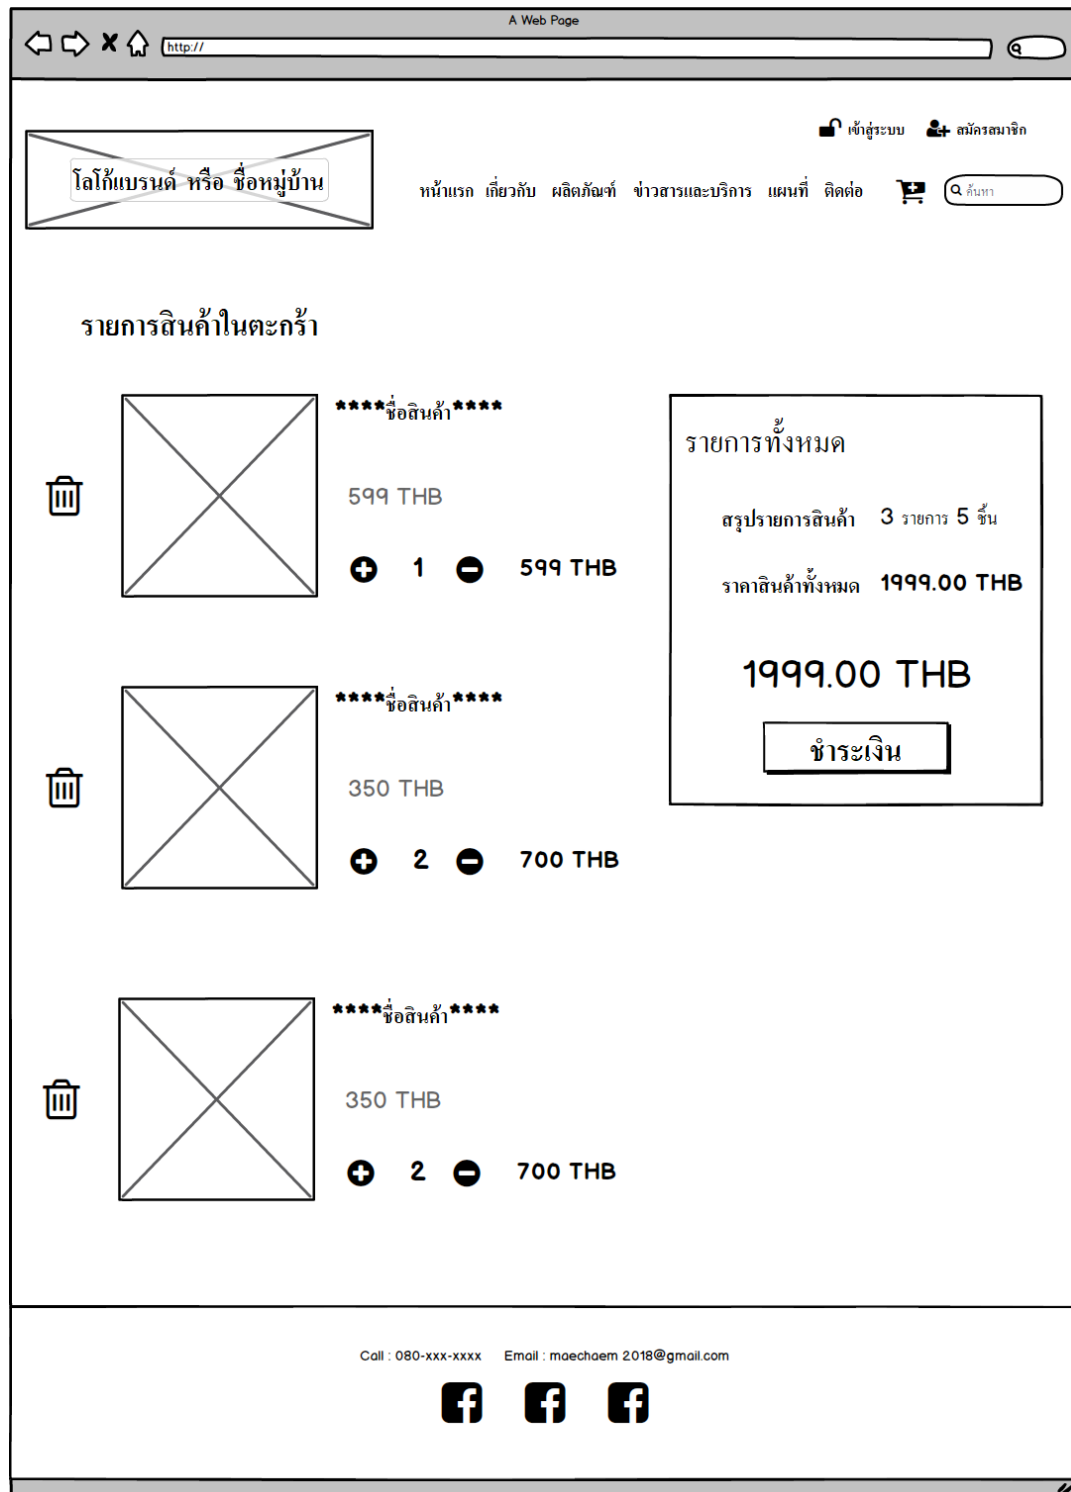 A Web Page
http://
เข้าสู่ระบบ สมัครสมาชิก
โลโก้แบรนด์ หรือ ชื่อหมู่บ้าน
หน้าแรก เกี่ยวกับ ผลิตภัณฑ์ ข่าวสารและบริการ แผนที่ ติดต่อ ค้นหา
รายการสินค้าในตะกร้า
****ชื่อสินค้า****
599 THB
1 599 THB
รายการทั้งหมด
สรุปรายการสินค้า 3 รายการ 5 ชิ้น
ราคาสินค้าทั้งหมด 1999.00 THB
1999.00 THB
ชำระเงิน
****ชื่อสินค้า****
350 THB
2 700 THB
****ชื่อสินค้า****
350 THB
2 700 THB
Call : 080-xxx-xxxx Email : maechaem 2018@gmail.com